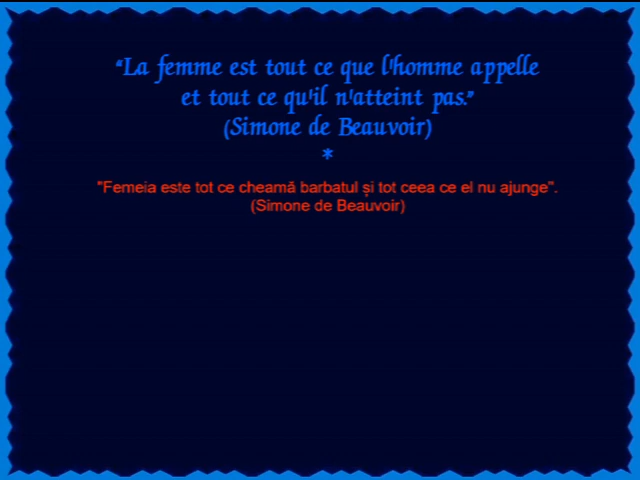 “La femme est tout ce que l'homme appelle
et tout ce qu'il n'atteint pas.”
(Simone de Beauvoir)
*
"Femeia este tot ce cheamă barbatul și tot ceea ce el nu ajunge".
(Simone de Beauvoir)